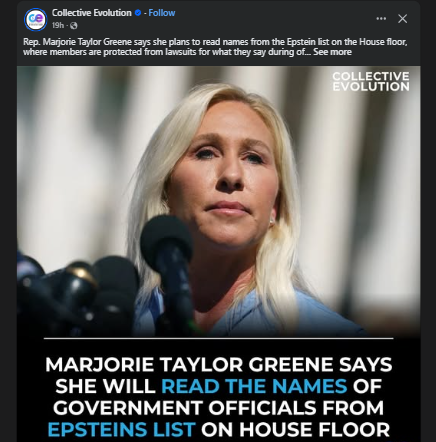 Collective Evolution · Follow
19h ·
Rep. Marjorie Taylor Greene says she plans to read names from the Epstein list on the House floor,
where members are protected from lawsuits for what they say during of... See more
COLLECTIVE
EVOLUTION
MARJORIE TAYLOR GREENE SAYS
SHE WILL READ THE NAMES OF
GOVERNMENT OFFICIALS FROM
EPSTEINS LIST ON HOUSE FLOOR